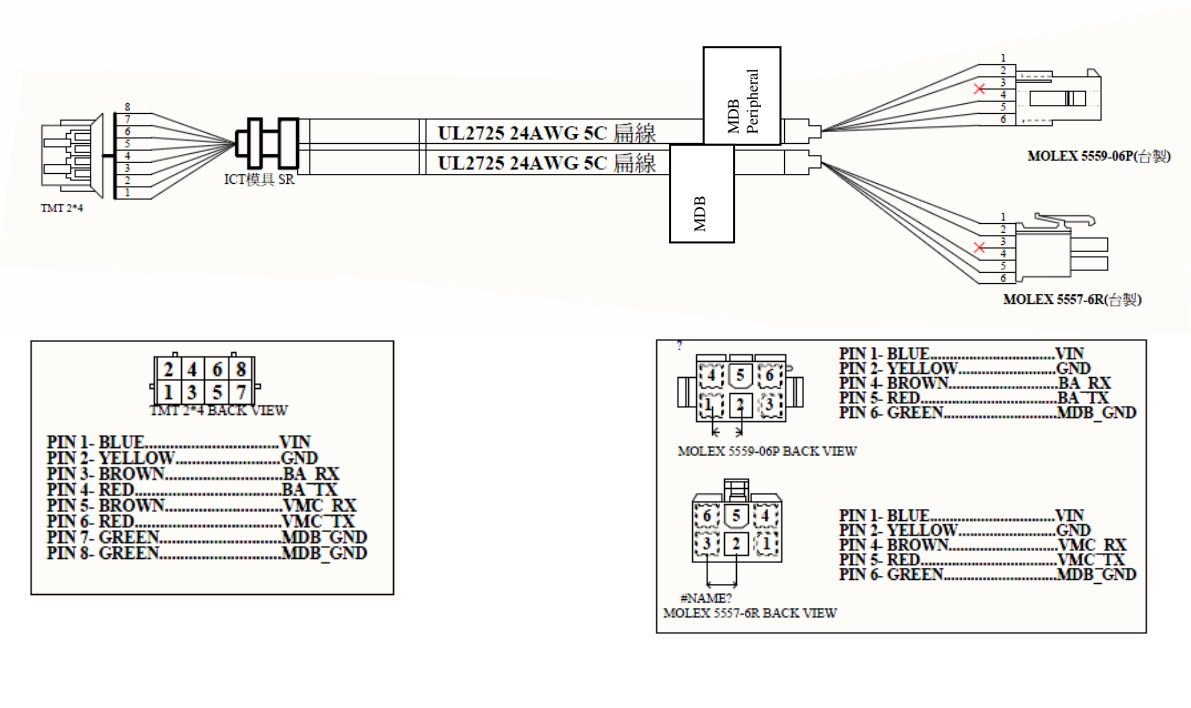 8
7
6
5
4
3
2
1
TMT 2*4
ICT模具 SR
UL2725 24AWG 5C 扁線
UL2725 24AWG 5C 扁線
MDB
Peripheral
MDB
1
2
3
4
5
6
MOLEX 5559-06P(台製)
1
2
3
4
5
6
MOLEX 5557-6R(台製)
2 4 6 8
1 3 5 7
TMT 2*4 BACK VIEW
PIN 1- BLUE..................................VIN
PIN 2- YELLOW...........................GND
PIN 3- BROWN..............................BA_RX
PIN 4- RED.....................................BA_TX
PIN 5- BROWN..............................VMC_RX
PIN 6- RED.....................................VMC_TX
PIN 7- GREEN...............................MDB_GND
PIN 8- GREEN...............................MDB_GND
?
4 5 6
1 2 3
MOLEX 5559-06P BACK VIEW
PIN 1- BLUE................................VIN
PIN 2- YELLOW.........................GND
PIN 4- BROWN............................BA_RX
PIN 5- RED...................................BA_TX
PIN 6- GREEN.............................MDB_GND
6 5 4
3 2 1
#NAME?
MOLEX 5557-6R BACK VIEW
PIN 1- BLUE................................VIN
PIN 2- YELLOW.........................GND
PIN 4- BROWN............................VMC_RX
PIN 5- RED...................................VMC_TX
PIN 6- GREEN.............................MDB_GND